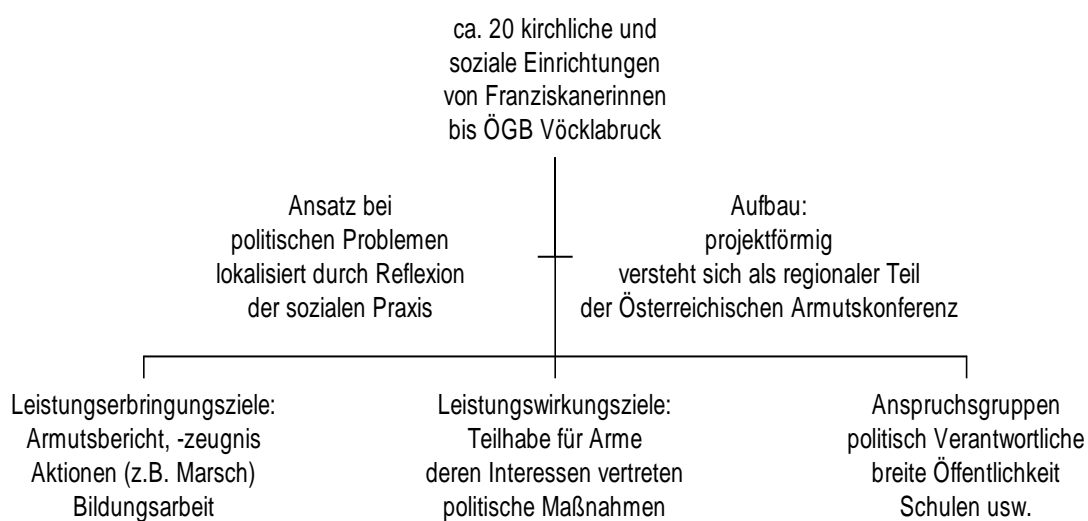 ca. 20 kirchliche und
soziale Einrichtungen
von Franziskanerinnen
bis ÖGB Vöcklabruck
Ansatz bei
politischen Problemen
lokalisiert durch Reflexion
der sozialen Praxis
Aufbau:
projektförmig
versteht sich als regionaler Teil
der Österreichischen Armutskonferenz
Leistungserbringungsziele:
Armutsbericht, -zeugnis
Aktionen (z.B. Marsch)
Bildungsarbeit
Leistungswirkungsziele:
Teilhabe für Arme
deren Interessen vertreten
politische Maßnahmen
Anspruchsgruppen
politisch Verantwortliche
breite Öffentlichkeit
Schulen usw.